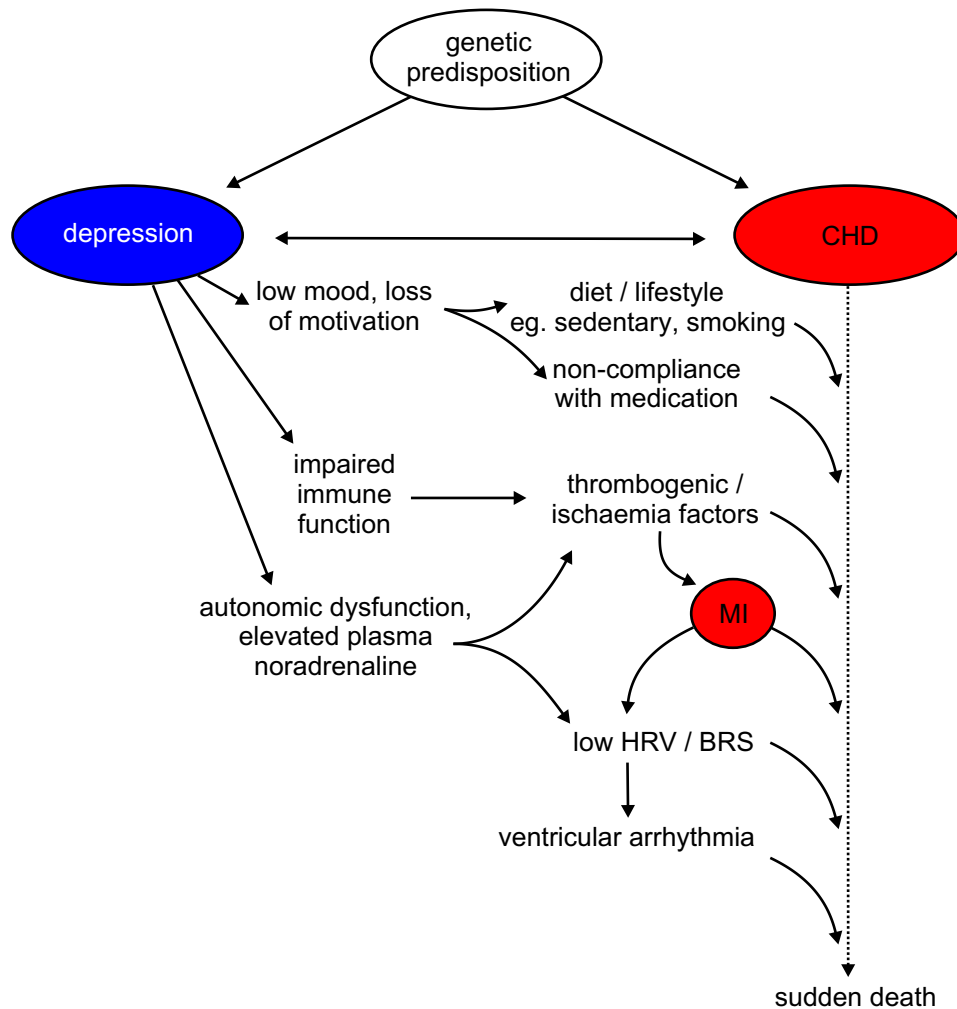 genetic
predisposition
depression
CHD
low mood, loss
of motivation
diet / lifestyle
eg. sedentary, smoking
non-compliance
with medication
impaired
immune
function
thrombogenic /
ischaemia factors
autonomic dysfunction,
elevated plasma
noradrenaline
MI
low HRV / BRS
ventricular arrhythmia
sudden death